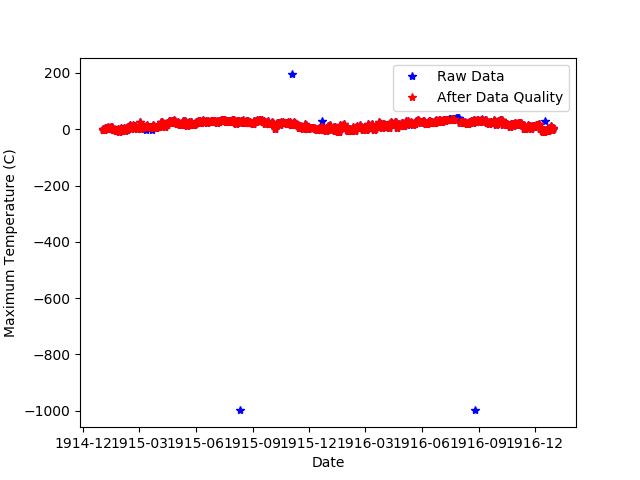 Raw Data
After Data Quality
200
0
−200
−400
−600
−800
−1000
Maximum Temperature (C)
1914-12 1915-03 1915-06 1915-09 1915-12 1916-03 1916-06 1916-09 1916-12
Date